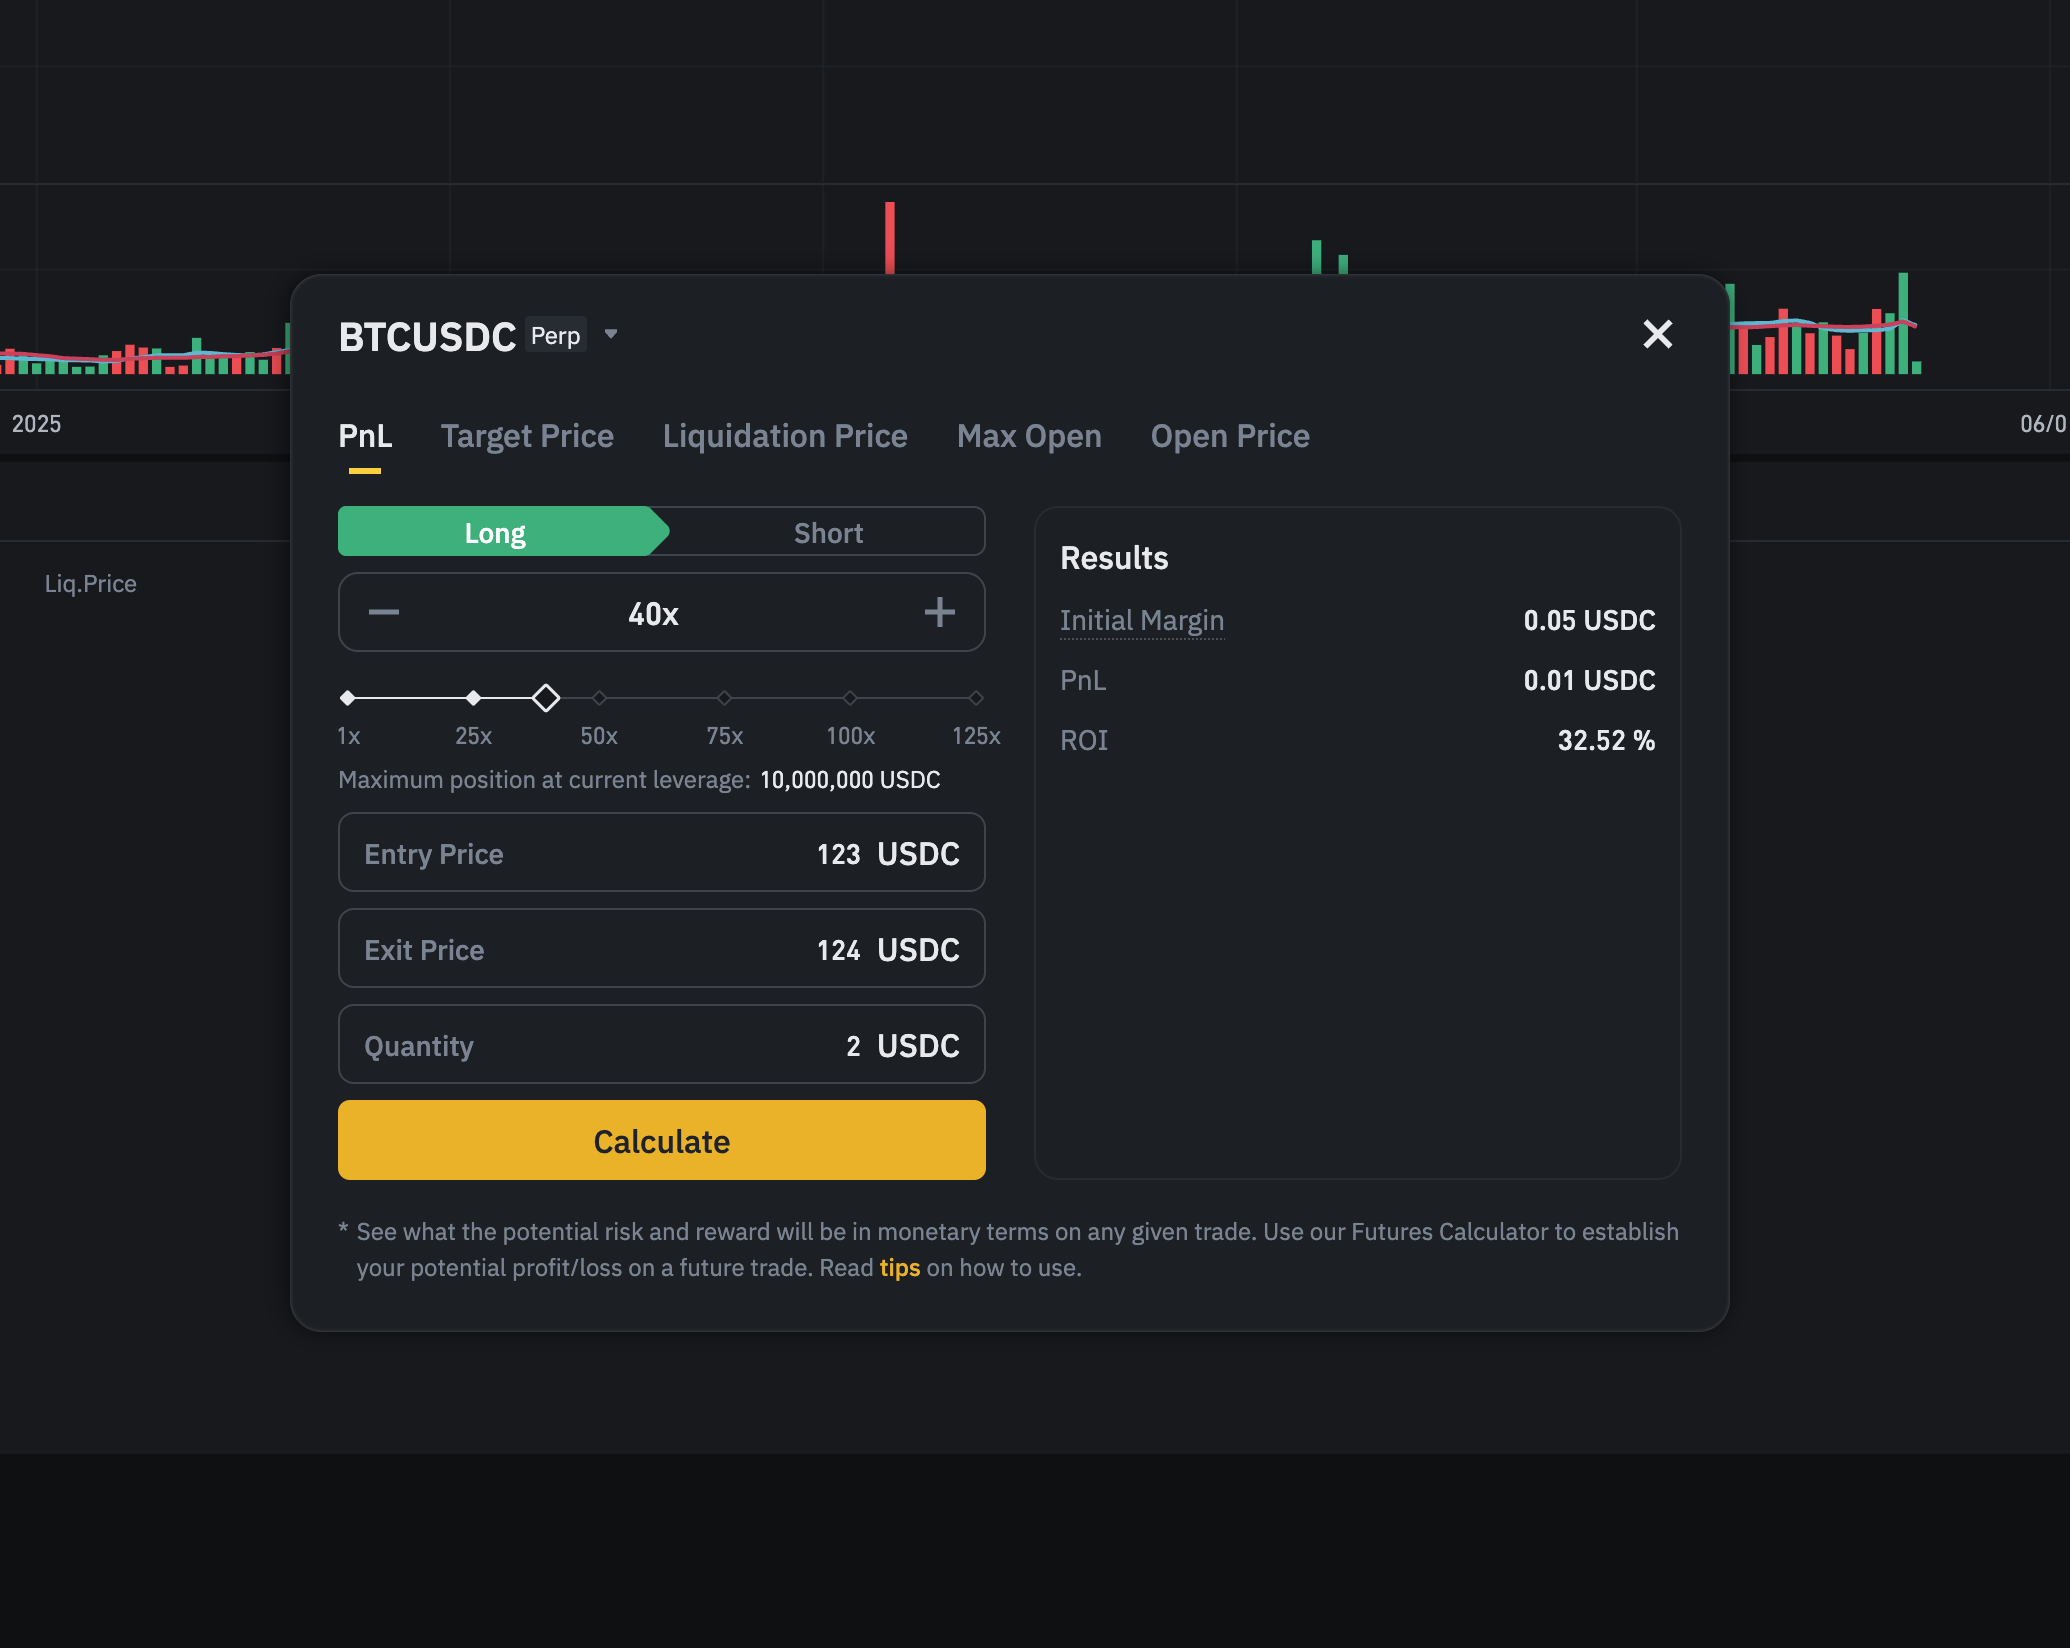 BTCUSDC Perp
PnL Target Price Liquidation Price Max Open Open Price
Long Short
40x
1x 25x 50x 75x 100x 125x
Maximum position at current leverage: 10,000,000 USDC
Entry Price 123 USDC
Exit Price 124 USDC
Quantity 2 USDC
Calculate
Results
Initial Margin 0.05 USDC
PnL 0.01 USDC
ROI 32.52 %
* See what the potential risk and reward will be in monetary terms on any given trade. Use our Futures Calculator to establish
your potential profit/loss on a future trade. Read tips on how to use.
2025
06/0
Liq.Price